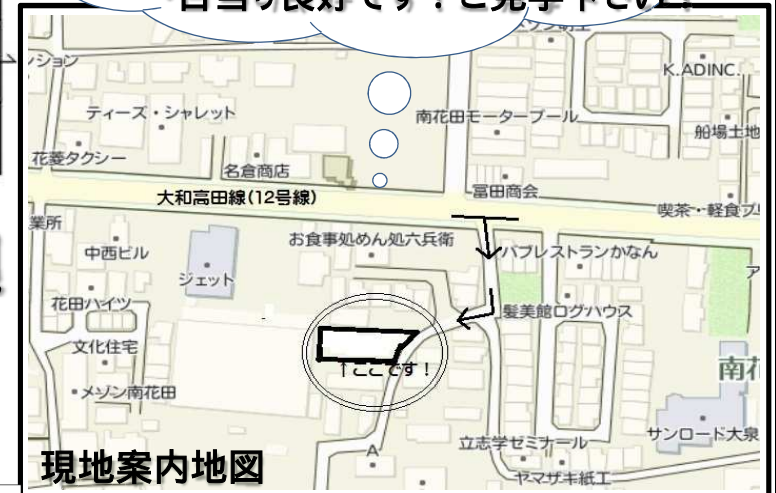 日当り良好です！ご見学下さい！
K.ADINC.
ティーズ・シャレット
南花田モータープール
船場土地
花菱タクシー
名倉商店
冨田商会
大和高田線(12号線)
喫茶・軽食
業所
お食事処めん処六兵衛
中西ビル
パブレストランかなん
ジェット
花田ハイツ
髪美館ログハウス
文化住宅
↑ここです！
メゾン南花田
南花
サンロード大泉
A
立志学ゼミナール
ヤマザキ紙工
現地案内地図